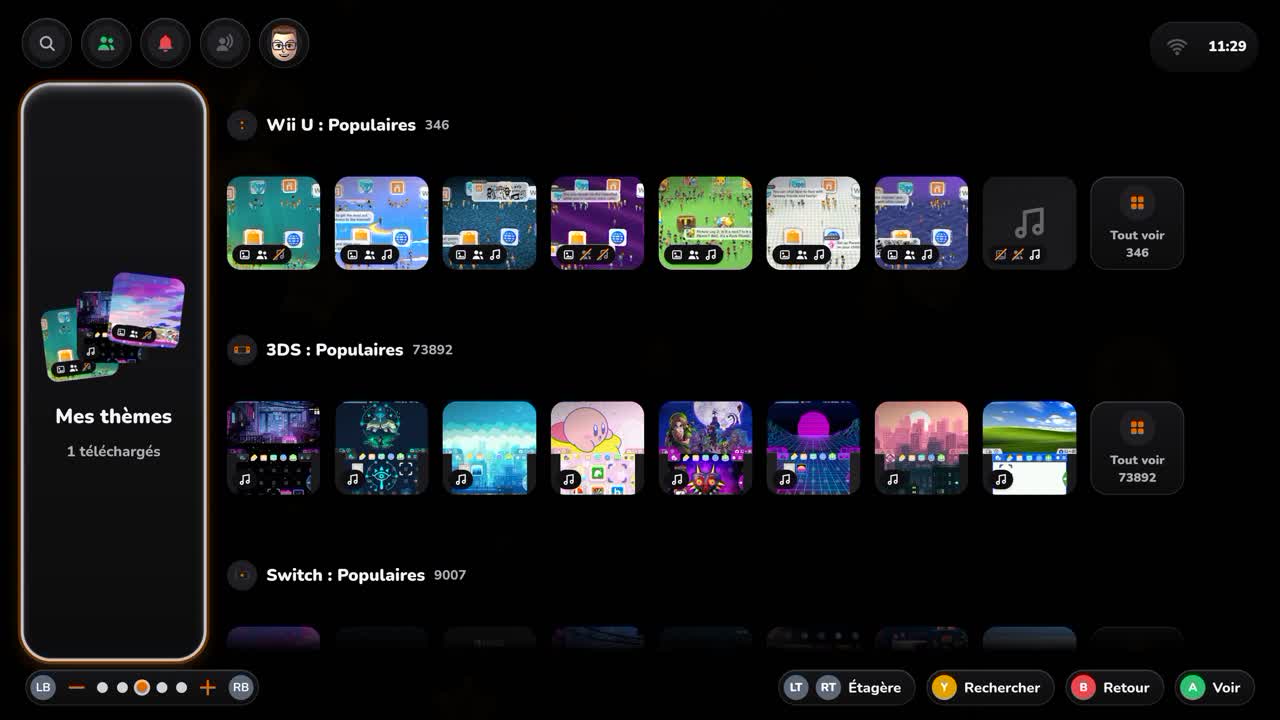 11:29
Wii U : Populaires 346
Tout voir
346
3DS : Populaires 73892
Mes thèmes
1 téléchargés
Tout voir
73892
Switch : Populaires 9007
LB
RB
LT RT Étagère
Y Rechercher
B Retour
A Voir